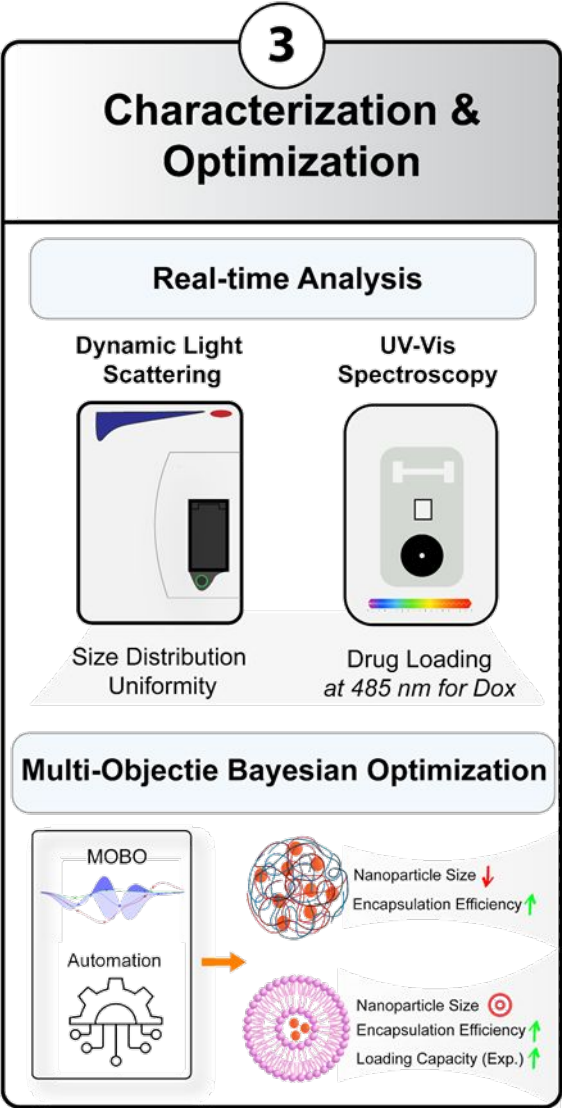 3
Characterization &
Optimization
Real-time Analysis
Dynamic Light
Scattering
UV-Vis
Spectroscopy
Size Distribution
Uniformity
Drug Loading
at 485 nm for Dox
Multi-Objectie Bayesian Optimization
MOBO
Automation
Nanoparticle Size
Encapsulation Efficiency
Nanoparticle Size
Encapsulation Efficiency
Loading Capacity (Exp.)